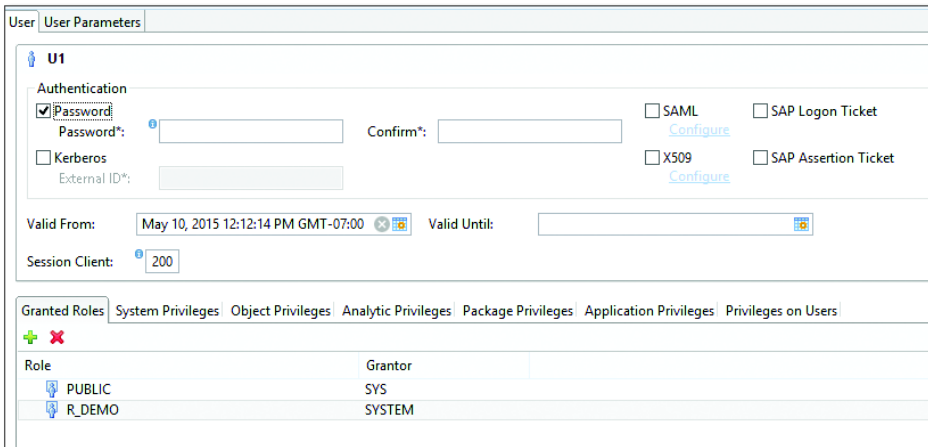 User User Parameters
U1
Authentication
Password SAML SAP Logon Ticket
Password*: Confirm*: Configure
Kerberos X509 SAP Assertion Ticket
External ID*: Configure
Valid From: May 10, 2015 12:12:14 PM GMT-07:00 Valid Until:
Session Client: 200
Granted Roles System Privileges Object Privileges Analytic Privileges Package Privileges Application Privileges Privileges on Users
Role Grantor
PUBLIC SYS
R_DEMO SYSTEM